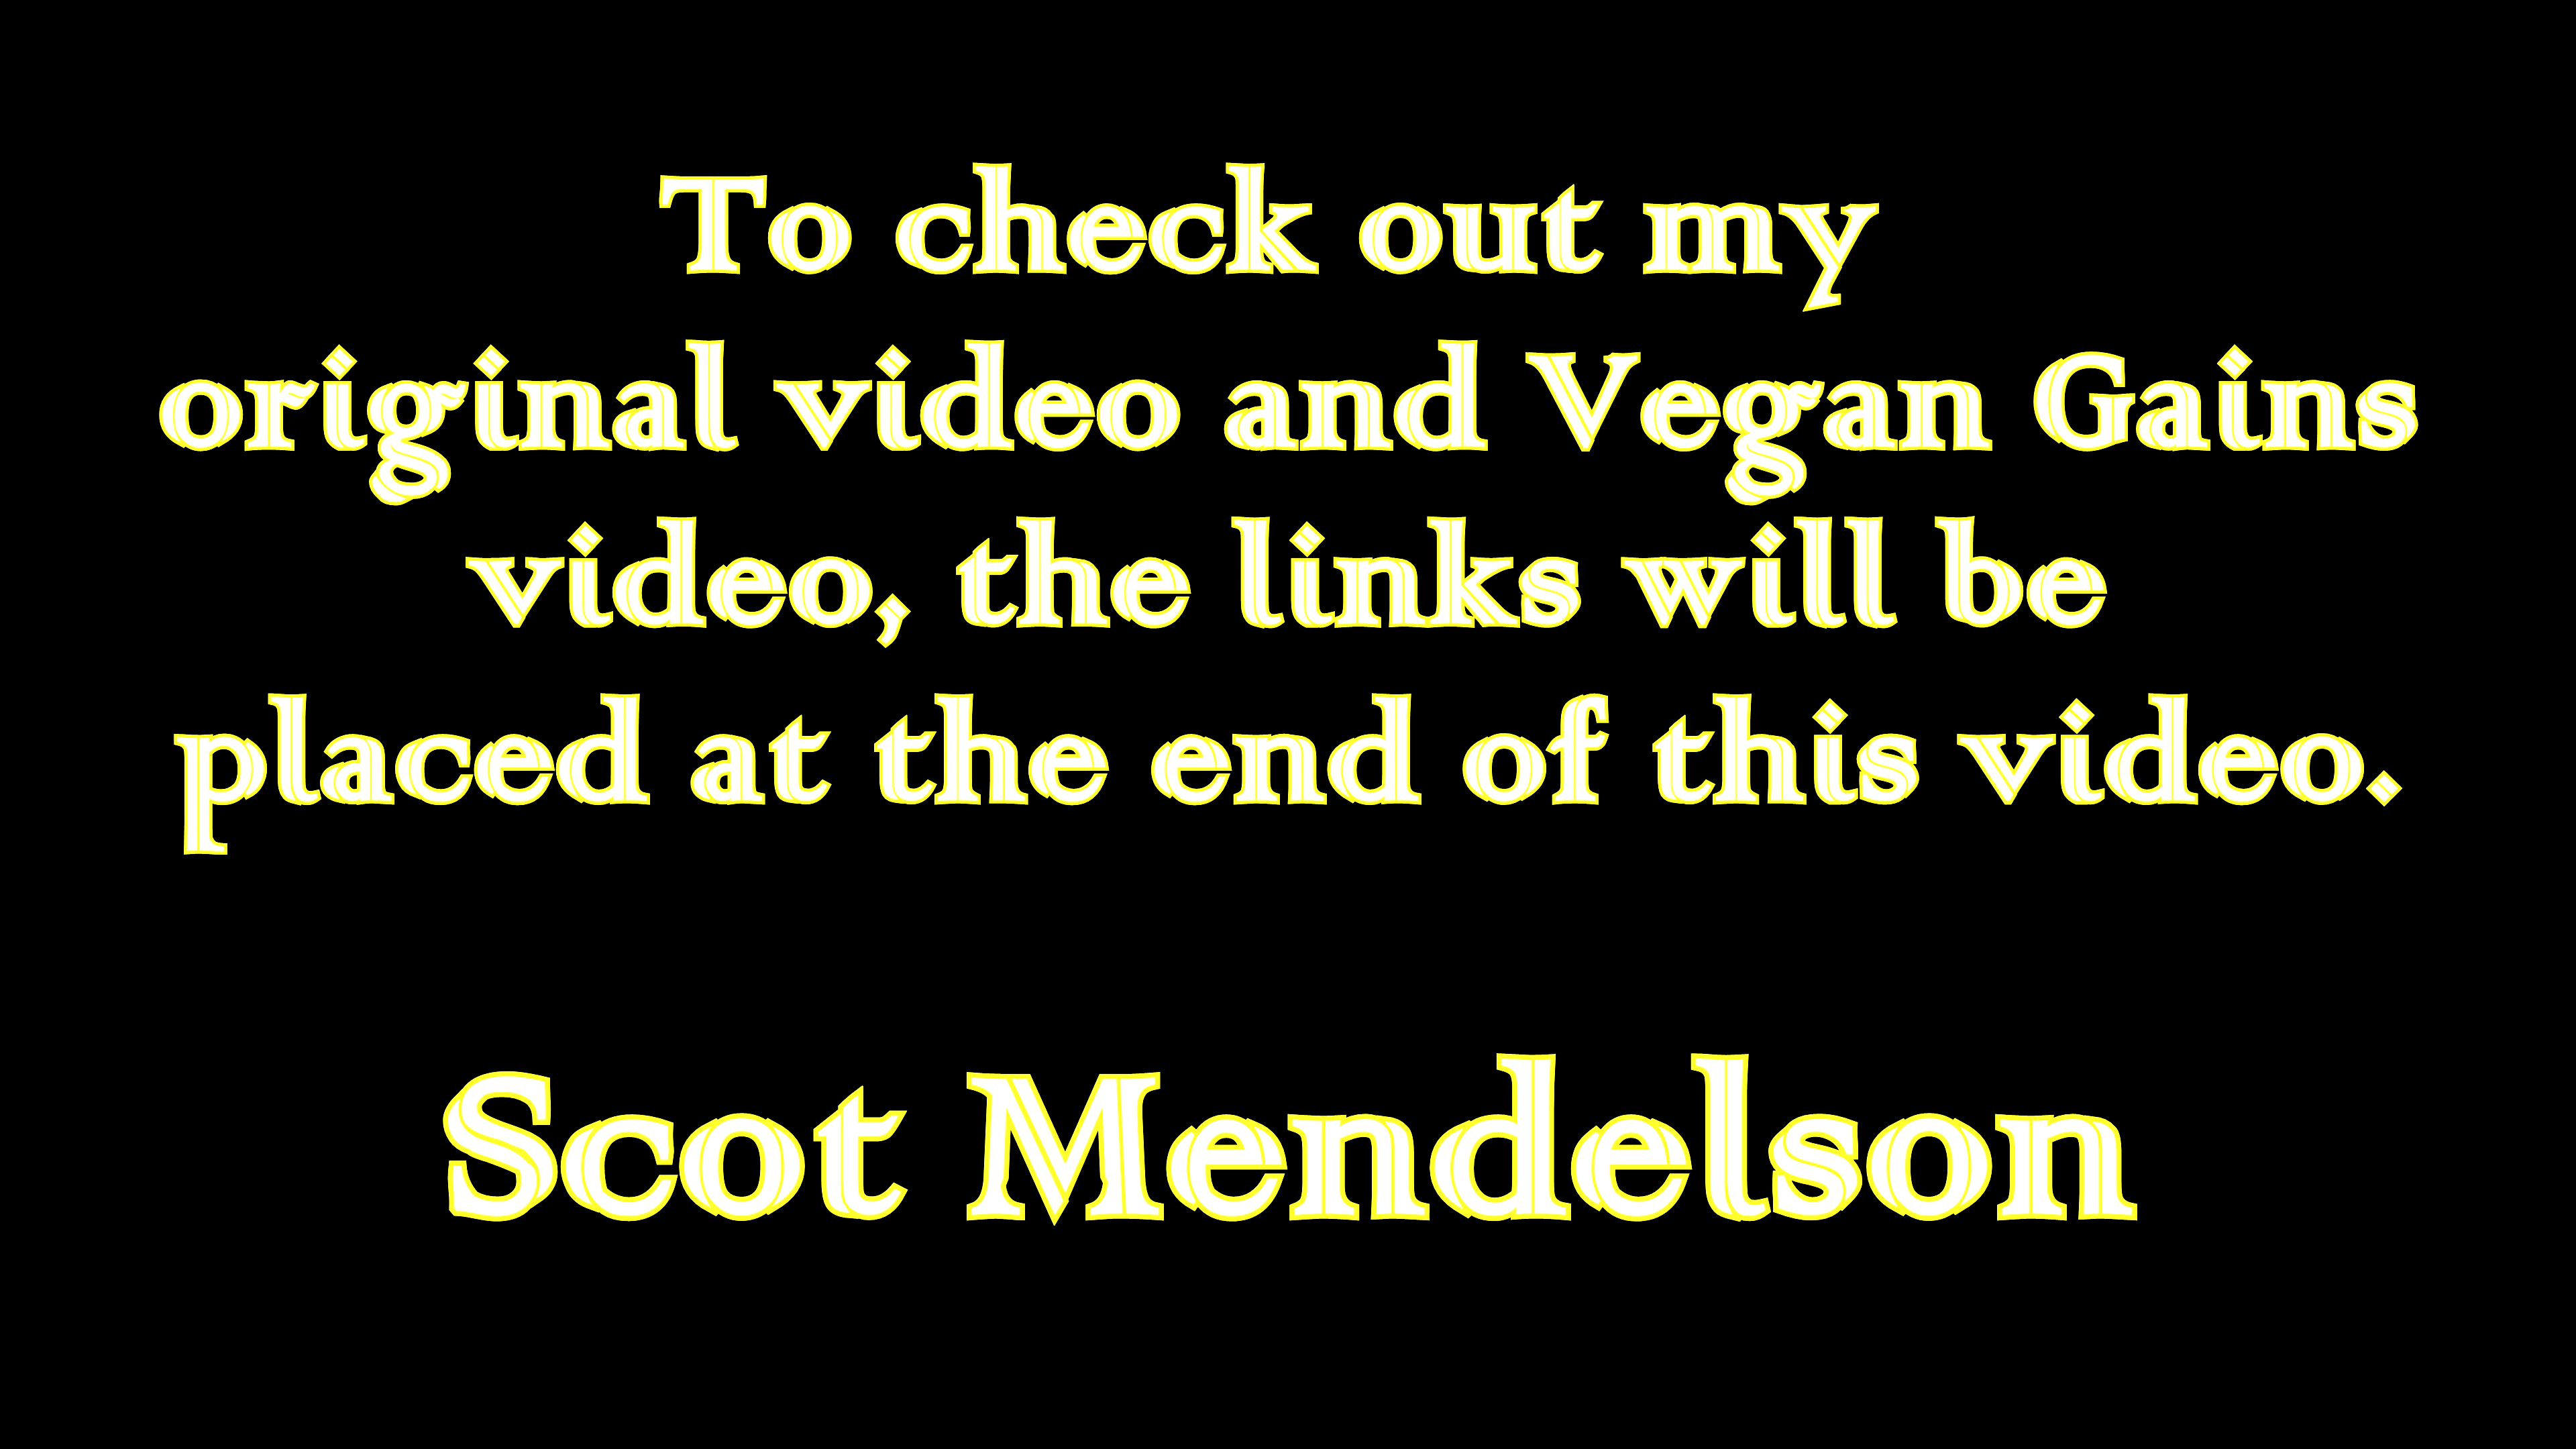 To check out my
original video and Vegan Gains
video, the links will be
placed at the end of this video.
Scot Mendelson